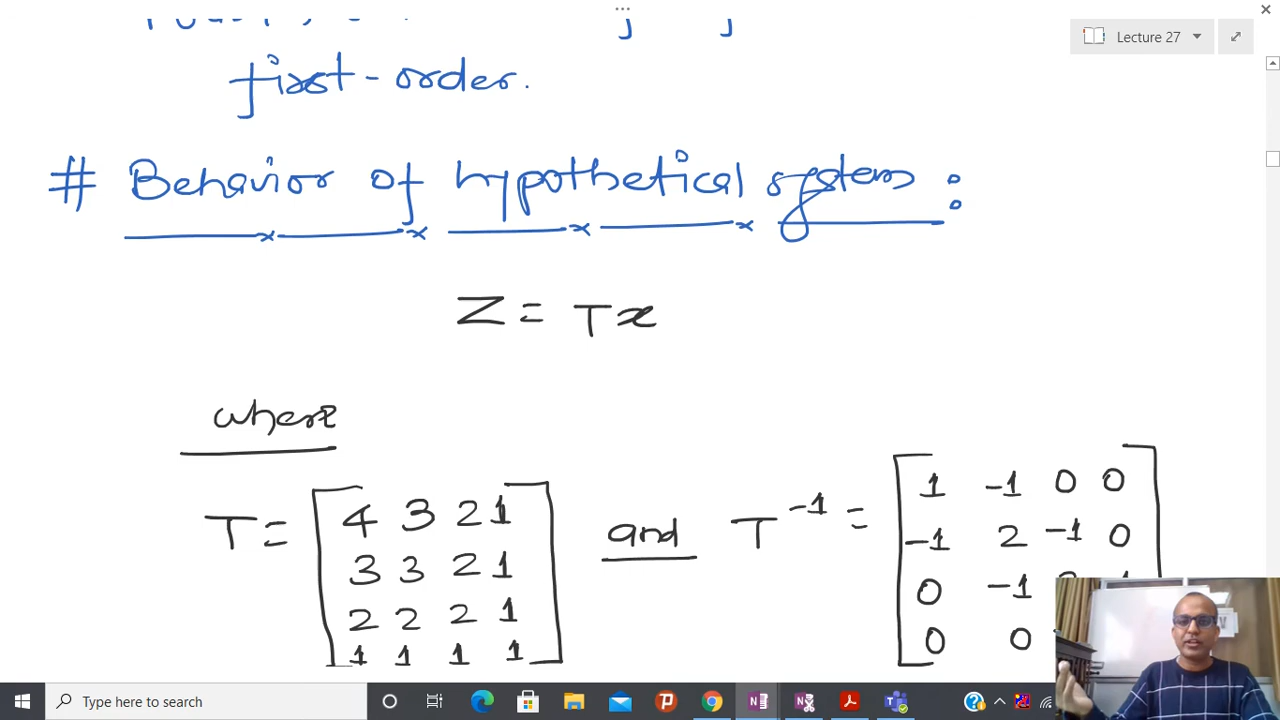 Lecture 27
first-order.
# Behavior of hypothetical system:
Z = Tx
where
T = [4 3 2 1
3 3 2 1
2 2 2 1
1 1 1 1]
and T⁻¹ = [1 -1 0 0
-1 2 -1 0
0 -1
0 0
Type here to search